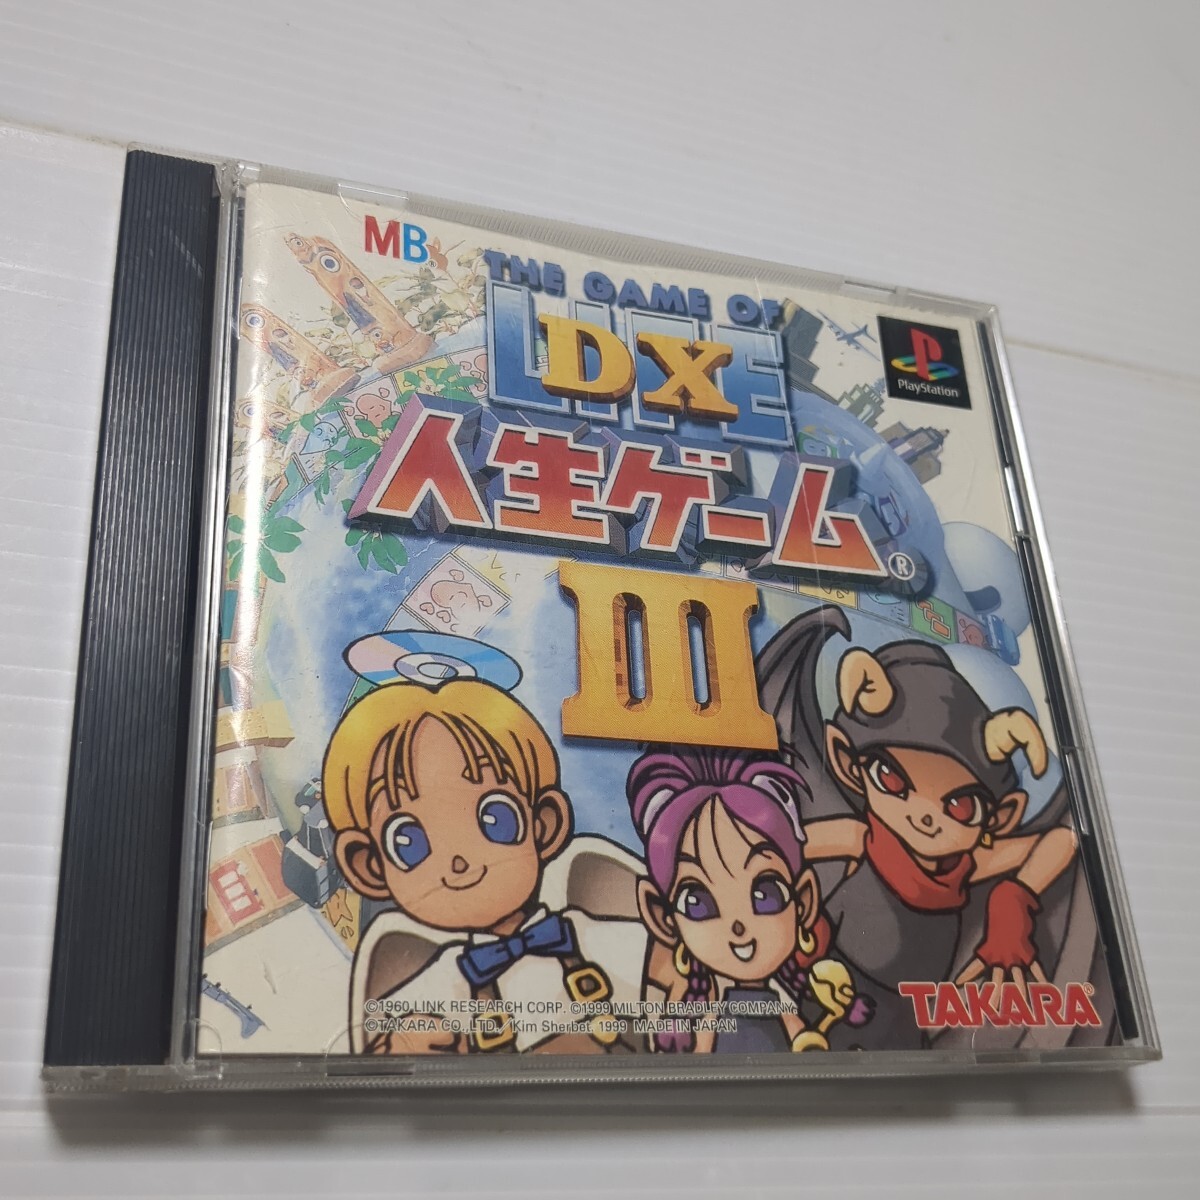 MB®
THE GAME OF
LIFE
DX
人生ゲーム®
III
PlayStation
©1960 LINK RESEARCH CORP. ©1999 MILTON BRADLEY COMPANY.
©TAKARA CO.,LTD./Kim Sherbet. 1999 MADE IN JAPAN
TAKARA®